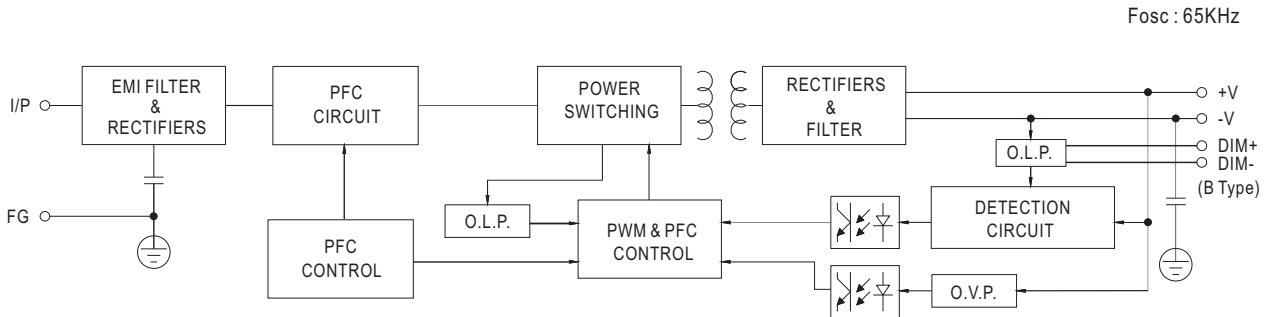 Fosc : 65KHz
I/P
EMI FILTER
&
RECTIFIERS
PFC
CIRCUIT
POWER
SWITCHING
RECTIFIERS
&
FILTER
+V
-V
DIM+
DIM-
(B Type)
O.L.P.
FG
PFC
CONTROL
O.L.P.
PWM & PFC
CONTROL
DETECTION
CIRCUIT
O.V.P.